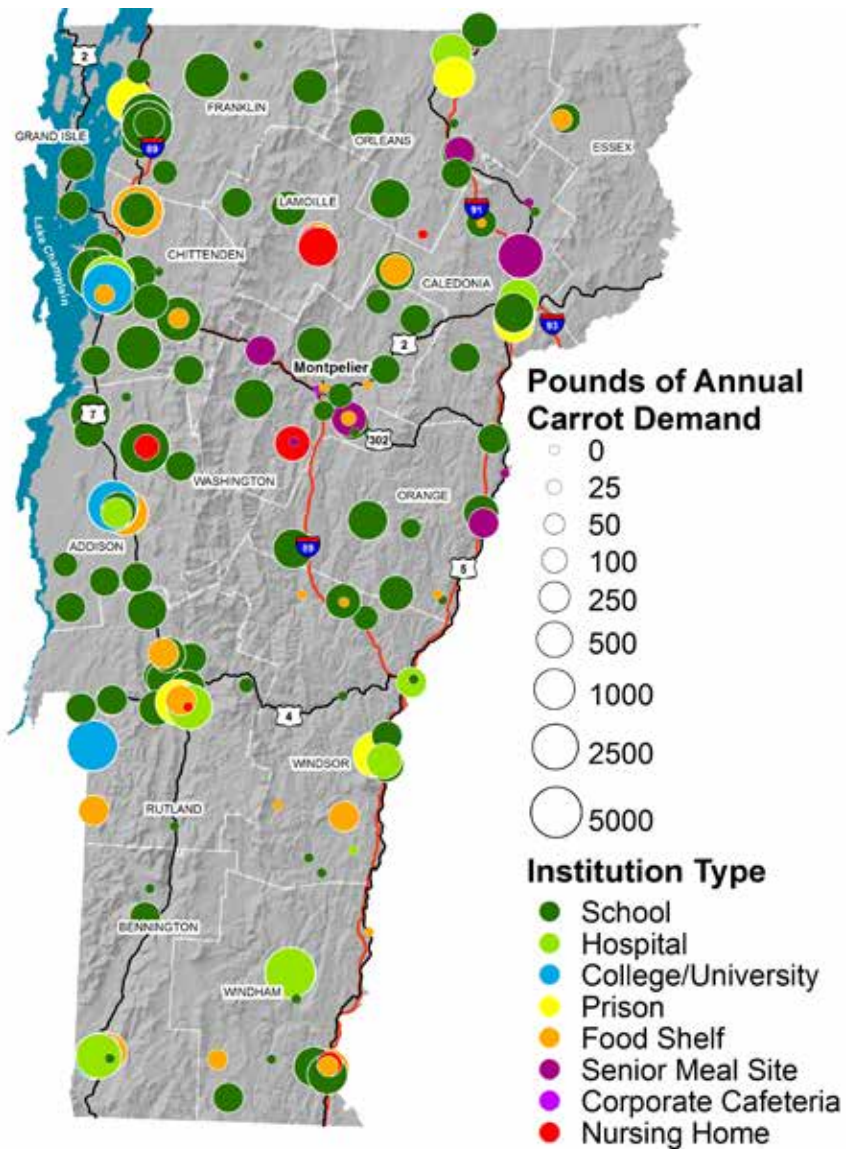 2
FRANKLIN
GRAND ISLE
89
ORLEANS
ESSEX
LAMOILLE
91
Lake Champlain
CHITTENDEN
CALEDONIA
93
2
Montpelier
7
302
WASHINGTON
ORANGE
ADDISON
89
5
4
WINDSOR
RUTLAND
BENNINGTON
WINDHAM
Pounds of Annual
Carrot Demand
0
25
50
100
250
500
1000
2500
5000
Institution Type
School
Hospital
College/University
Prison
Food Shelf
Senior Meal Site
Corporate Cafeteria
Nursing Home